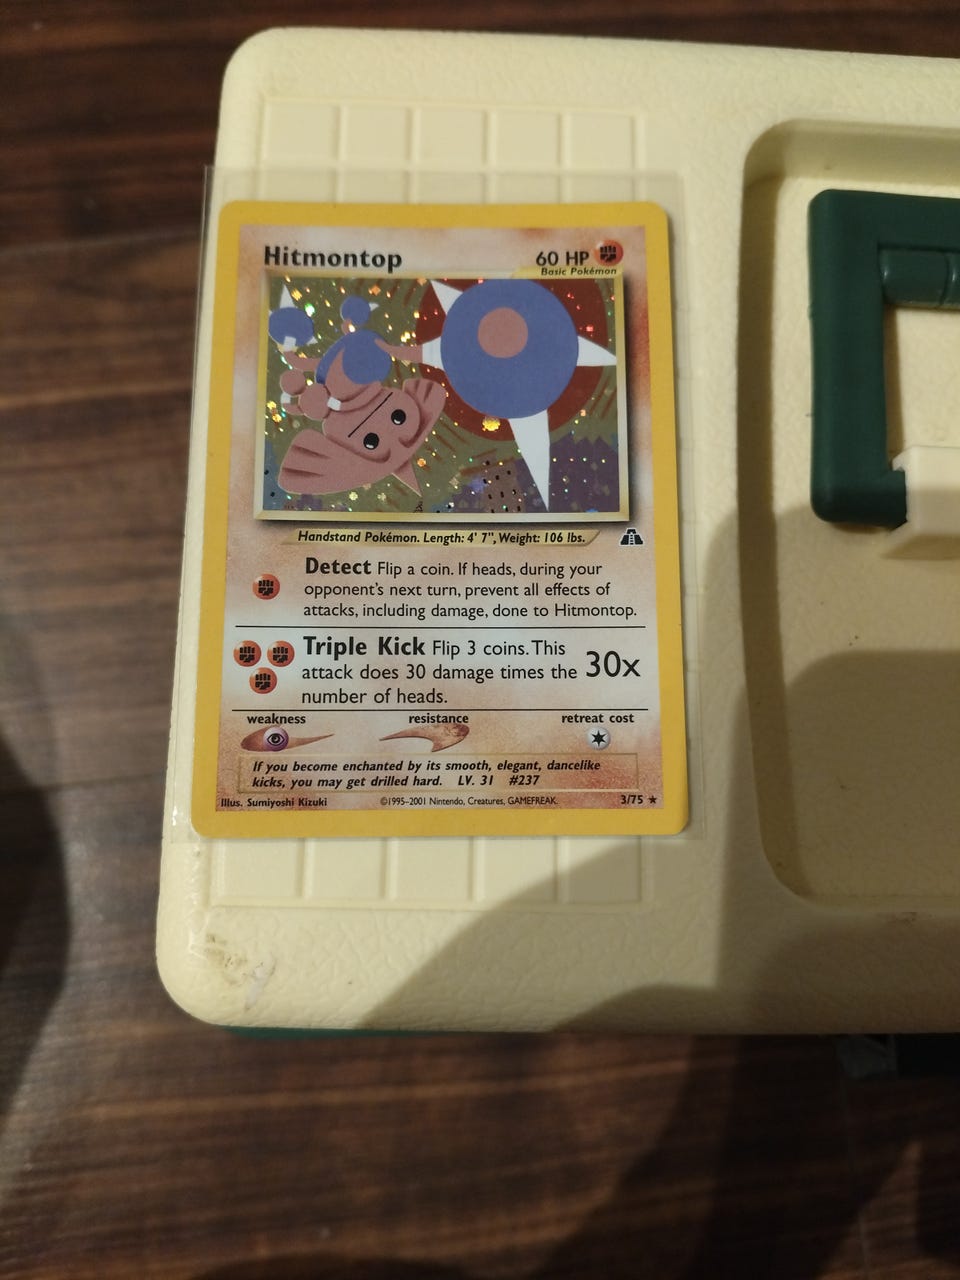 Hitmontop 60 HP
Basic Pokémon
Handstand Pokémon. Length: 4' 7", Weight: 106 lbs.
Detect Flip a coin. If heads, during your
opponent's next turn, prevent all effects of
attacks, including damage, done to Hitmontop.
Triple Kick Flip 3 coins. This
attack does 30 damage times the 30x
number of heads.
weakness resistance retreat cost
If you become enchanted by its smooth, elegant, dancelike
kicks, you may get drilled hard. LV. 31 #237
Illus. Sumiyoshi Kizuki ©1995-2001 Nintendo, Creatures, GAMEFREAK. 3/75 ★